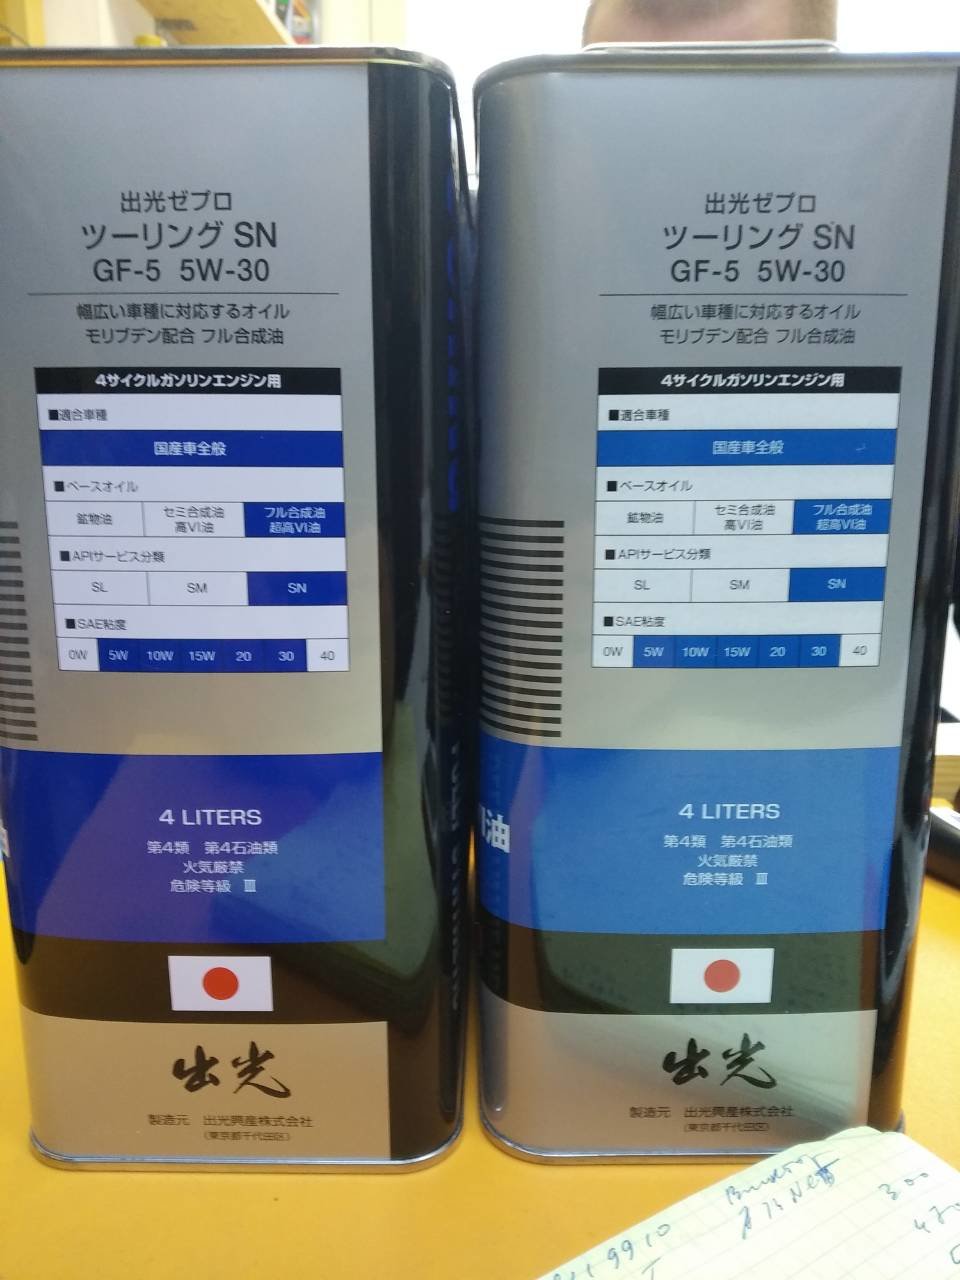 出光ゼプロ
ツーリング SN
GF-5 5W-30
幅広い車種に対応するオイル
モリブデン配合 フル合成油
4サイクルガソリンエンジン用
■適合車種
国産車全般
■ベースオイル
鉱物油 セミ合成油 高VI油 フル合成油 超高VI油
■APIサービス分類
SL SM SN
■SAE粘度
0W 5W 10W 15W 20 30 40
4 LITERS
第4類 第4石油類
火気厳禁
危険等級 Ⅲ
出光
製造元 出光興産株式会社
(東京都千代田区)
出光ゼプロ
ツーリング SN
GF-5 5W-30
幅広い車種に対応するオイル
モリブデン配合 フル合成油
4サイクルガソリンエンジン用
■適合車種
国産車全般
■ベースオイル
鉱物油 セミ合成油 高VI油 フル合成油 超高VI油
■APIサービス分類
SL SM SN
■SAE粘度
0W 5W 10W 15W 20 30 40
油
4 LITERS
第4類 第4石油類
火気厳禁
危険等級 Ⅲ
出光
製造元 出光興産株式会社
(東京都千代田区)
300